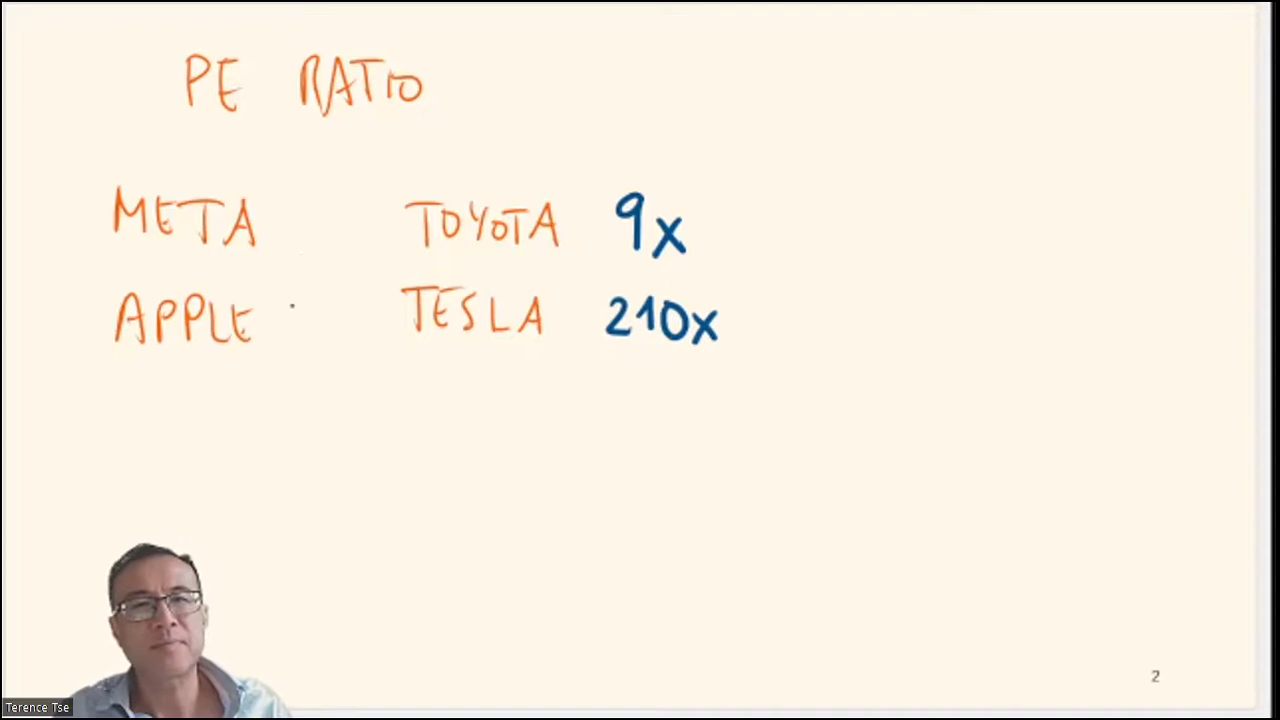 PE RATIO
META TOYOTA 9x
APPLE TESLA 210x
2
Terence Tse